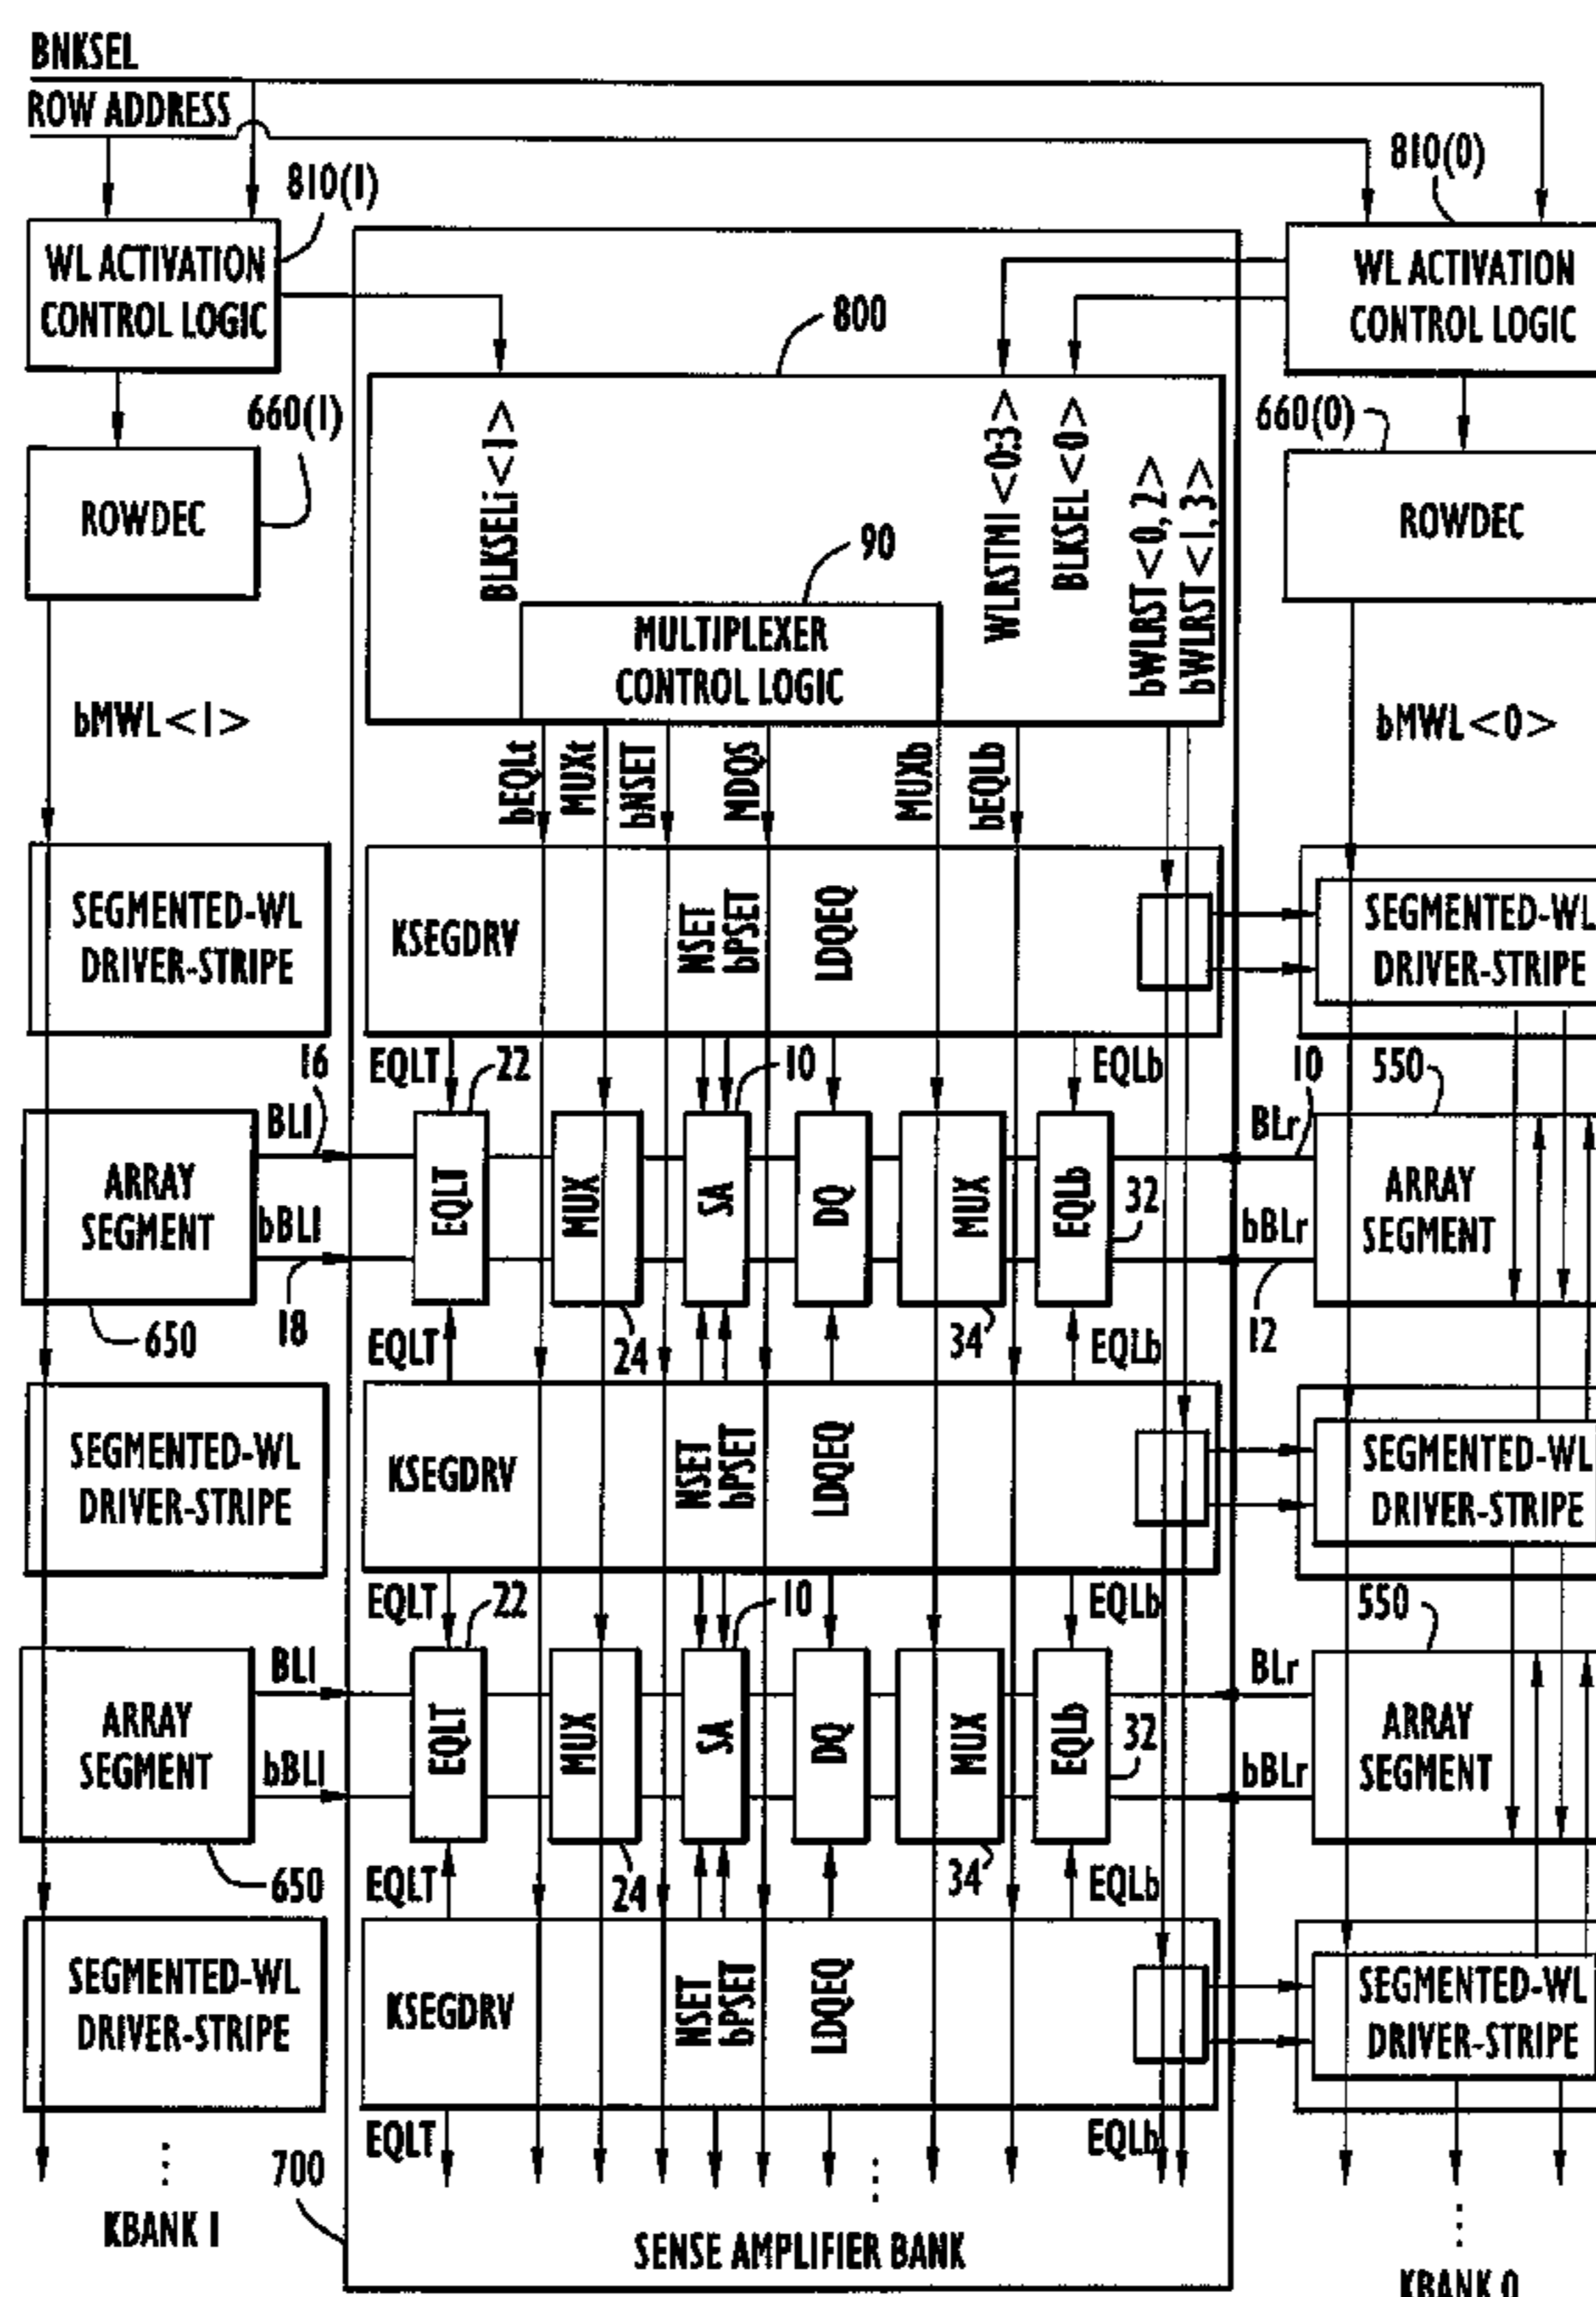 BNKSEL
ROW ADDRESS
810(1)
810(0)
WL ACTIVATION
CONTROL LOGIC
WL ACTIVATION
CONTROL LOGIC
800
660(1)
660(0)
ROWDEC
ROWDEC
BLKSELi<1>
WLRSTMI<0:3>
BLKSEL<0>
bWLRST<0,2>
bWLRST<1,3>
90
MULTIPLEXER
CONTROL LOGIC
bMWL<1>
bMWL<0>
bEQLt
MUXt
bNSET
MDQS
MUXb
bEQLb
SEGMENTED-WL
DRIVER-STRIPE
KSEGDRV
NSET
bPSET
LDQEQ
SEGMENTED-WL
DRIVER-STRIPE
16
EQLT
22
10
EQLb
10
550
BLl
BLr
ARRAY
SEGMENT
EQLT
MUX
SA
DQ
MUX
EQLb
32
ARRAY
SEGMENT
bBLl
bBLr
650
18
EQLT
24
34
EQLb
12
SEGMENTED-WL
DRIVER-STRIPE
KSEGDRV
NSET
bPSET
LDQEQ
SEGMENTED-WL
DRIVER-STRIPE
EQLT
22
10
EQLb
550
BLl
BLr
ARRAY
SEGMENT
EQLT
MUX
SA
DQ
MUX
EQLb
32
ARRAY
SEGMENT
bBLl
bBLr
650
EQLT
24
34
EQLb
SEGMENTED-WL
DRIVER-STRIPE
KSEGDRV
NSET
bPSET
LDQEQ
SEGMENTED-WL
DRIVER-STRIPE
EQLT
EQLb
700
KBANK 1
SENSE AMPLIFIER BANK
KBANK 0